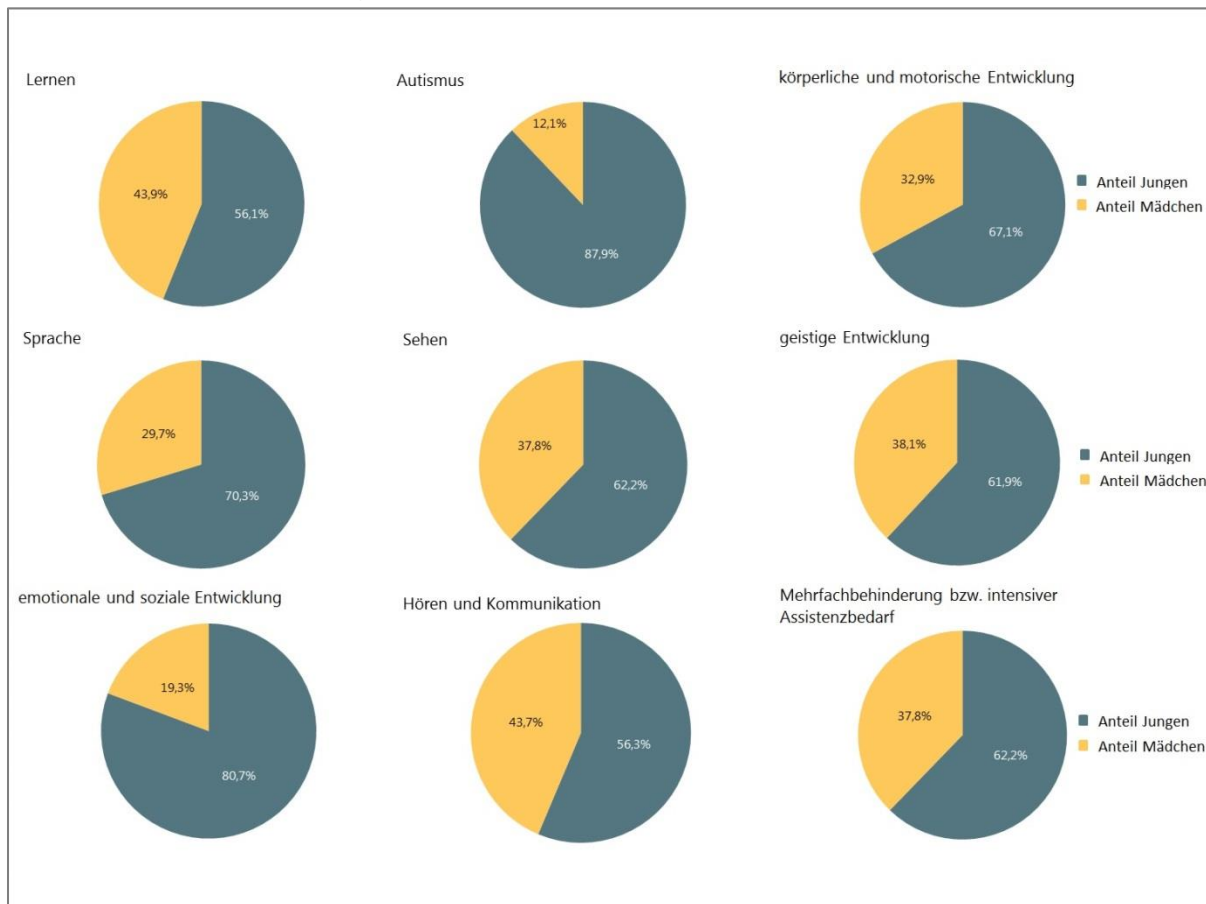 Lernen
43,9%
56,1%
Autismus
12,1%
87,9%
körperliche und motorische Entwicklung
32,9%
67,1%
Anteil Jungen
Anteil Mädchen
Sprache
29,7%
70,3%
Sehen
37,8%
62,2%
geistige Entwicklung
38,1%
61,9%
Anteil Jungen
Anteil Mädchen
emotionale und soziale Entwicklung
19,3%
80,7%
Hören und Kommunikation
43,7%
56,3%
Mehrfachbehinderung bzw. intensiver
Assistenzbedarf
37,8%
62,2%
Anteil Jungen
Anteil Mädchen